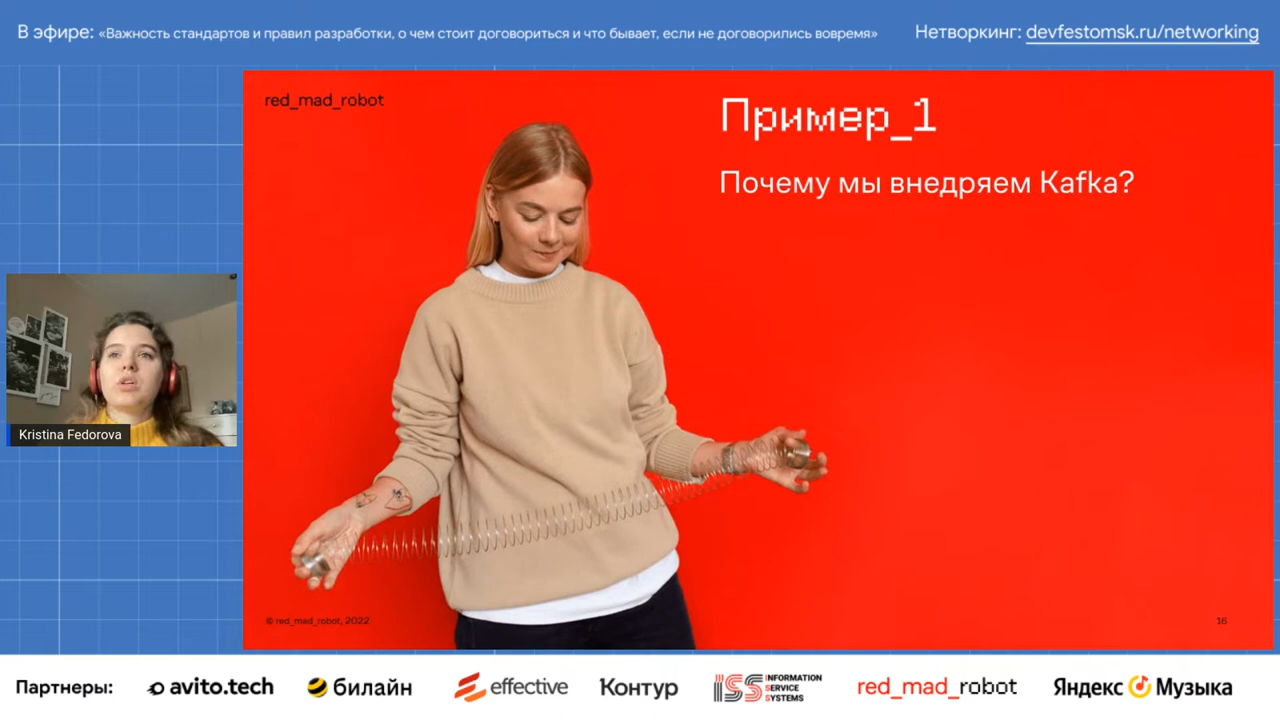 В эфире: «Важность стандартов и правил разработки, о чем стоит договориться и что бывает, если не договорились вовремя»
Нетворкинг: devfestomsk.ru/networking
red_mad_robot
Пример_1
Почему мы внедряем Kafka?
Kristina Fedorova
© red_mad_robot, 2022
16
Партнеры:
avito.tech
билайн
effective
Контур
ISS INFORMATION
SERVICE
SYSTEMS
red_mad_robot
Яндекс Музыка